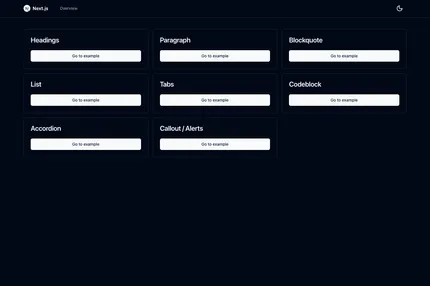 Next.js
Overview
Headings
Go to example
Paragraph
Go to example
Blockquote
Go to example
List
Go to example
Tabs
Go to example
Codeblock
Go to example
Accordion
Go to example
Callout / Alerts
Go to example